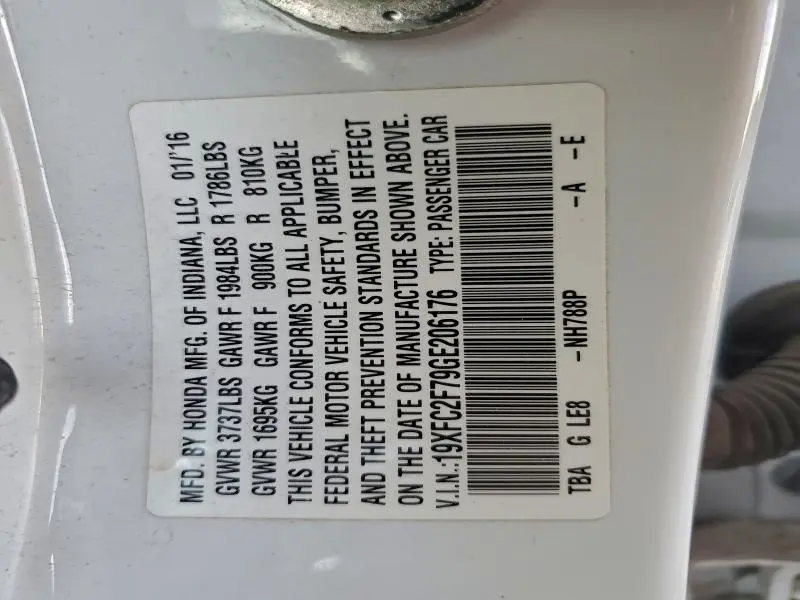 MFD. BY HONDA MFG. OF INDIANA, LLC 01/'16
GVWR 3737LBS GAWR F 1984LBS R 1786LBS
GVWR 1695KG GAWR F 900KG R 810KG
THIS VEHICLE CONFORMS TO ALL APPLICABLE
FEDERAL MOTOR VEHICLE SAFETY, BUMPER,
AND THEFT PREVENTION STANDARDS IN EFFECT
ON THE DATE OF MANUFACTURE SHOWN ABOVE.
V.I.N.:19XFC2F79GE206176 TYPE: PASSENGER CAR
TBA G LE8 -NH788P -A -E